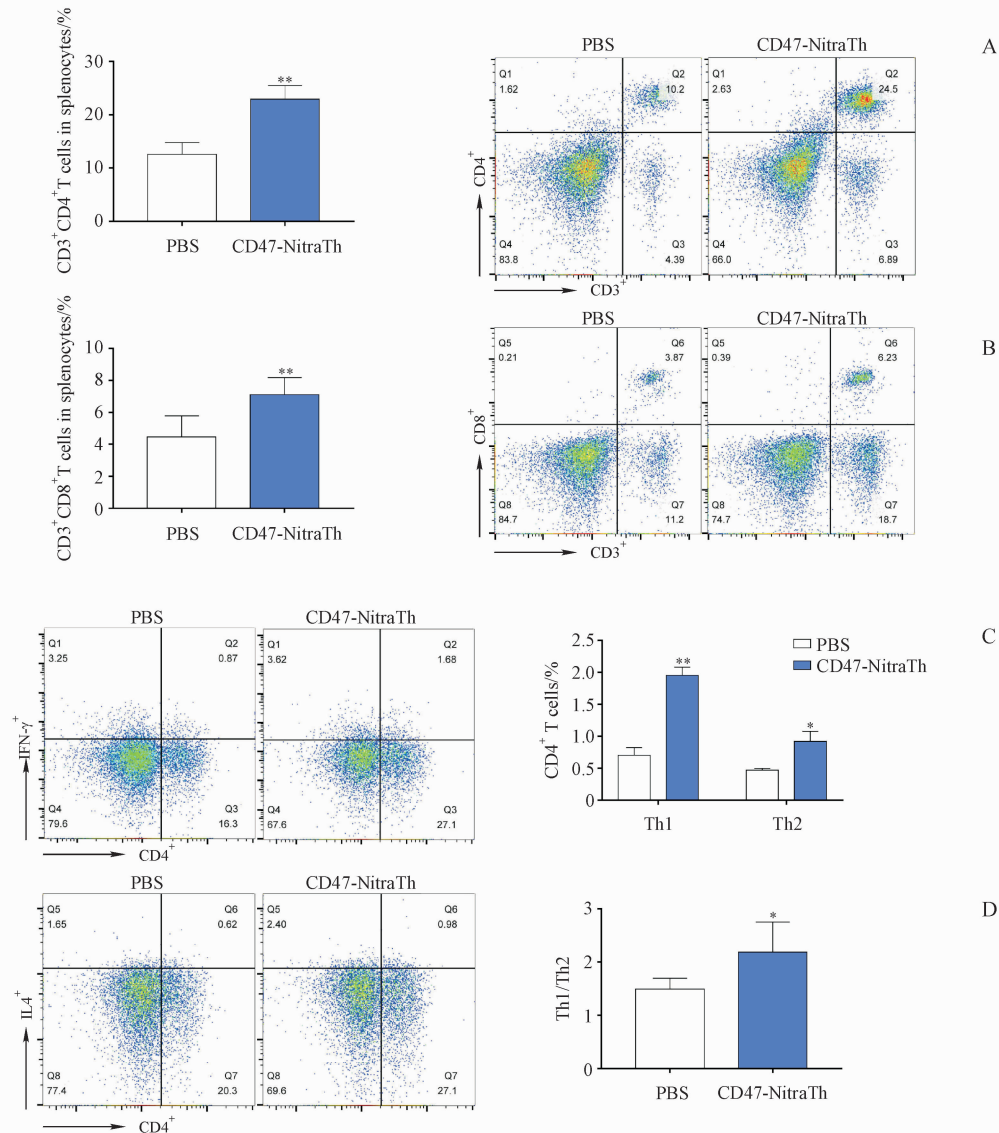 CD3+CD4+T cells in splenocytes/%
30
20
10
0
**
PBS
CD47-NitraTh
PBS
CD47-NitraTh
A
Q1
1.62
Q2
10.2
Q4
83.8
Q3
4.39
Q1
2.63
Q2
24.5
Q4
66.0
Q3
6.89
CD4+
CD3+
CD3+CD8+T cells in splenocytes/%
10
8
6
4
2
0
**
PBS
CD47-NitraTh
PBS
CD47-NitraTh
B
Q5
0.21
Q6
3.87
Q8
84.7
Q7
11.2
Q5
0.39
Q6
6.23
Q8
74.7
Q7
18.7
CD8+
CD3+
PBS
CD47-NitraTh
Q1
3.25
Q2
0.87
Q4
79.6
Q3
16.3
Q1
3.62
Q2
1.68
Q4
67.6
Q3
27.1
IFN-γ+
CD4+
C
CD4+ T cells/%
2.5
2.0
1.5
1.0
0.5
0
PBS
CD47-NitraTh
**
*
Th1
Th2
PBS
CD47-NitraTh
Q5
1.65
Q6
0.62
Q8
77.4
Q7
20.3
Q5
2.40
Q6
0.98
Q8
69.6
Q7
27.1
IL4+
CD4+
D
Th1/Th2
3
2
1
0
*
PBS
CD47-NitraTh